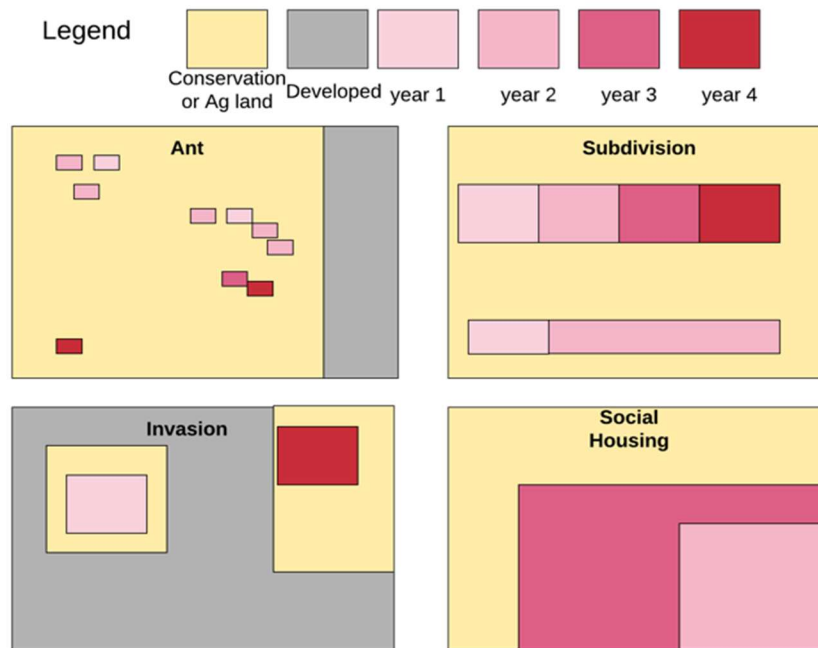 Legend
Conservation
or Ag land
Developed
year 1
year 2
year 3
year 4
Ant
Subdivision
Invasion
Social
Housing